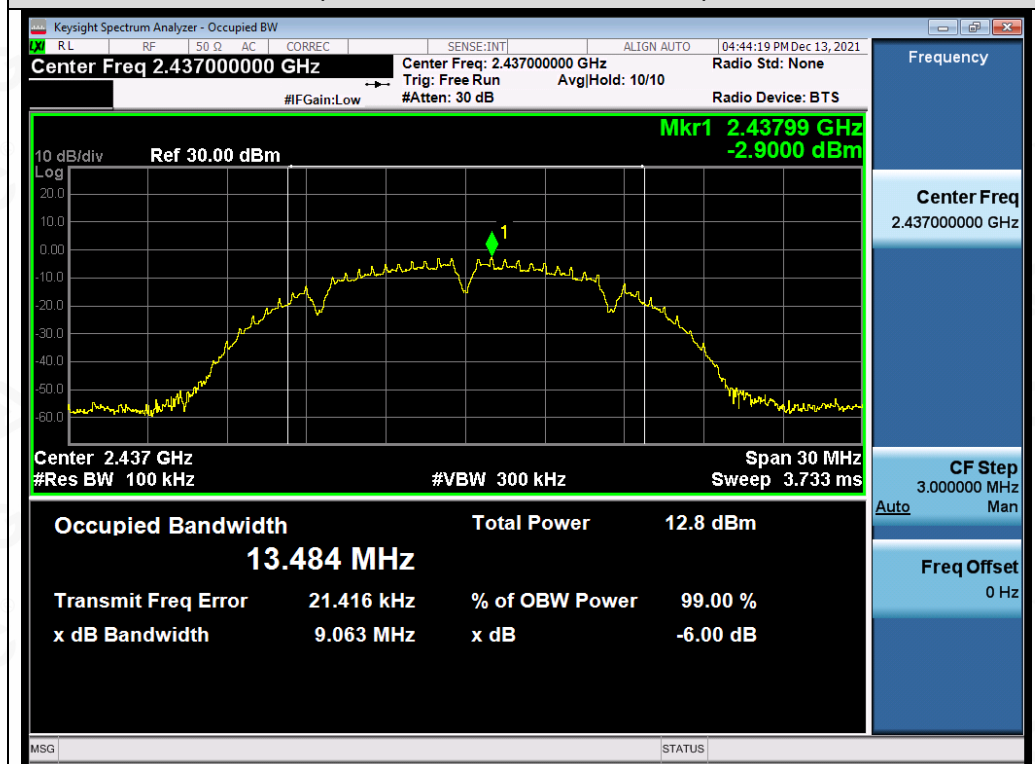 Keysight Spectrum Analyzer - Occupied BW
LXI RL RF 50 Ω AC CORREC SENSE:INT ALIGN AUTO 04:44:19 PM Dec 13, 2021
Center Freq 2.437000000 GHz
Center Freq: 2.437000000 GHz Radio Std: None
Trig: Free Run Avg|Hold: 10/10
#IFGain:Low #Atten: 30 dB Radio Device: BTS
Frequency
Mkr1 2.43799 GHz
10 dB/div Ref 30.00 dBm -2.9000 dBm
Log
20.0
10.0
1
0.00
-10.0
-20.0
-30.0
-40.0
-50.0
-60.0
Center 2.437 GHz Span 30 MHz
#Res BW 100 kHz #VBW 300 kHz Sweep 3.733 ms
Center Freq
2.437000000 GHz
CF Step
3.000000 MHz
Auto Man
Freq Offset
0 Hz
Occupied Bandwidth Total Power 12.8 dBm
13.484 MHz
Transmit Freq Error 21.416 kHz % of OBW Power 99.00 %
x dB Bandwidth 9.063 MHz x dB -6.00 dB
MSG STATUS